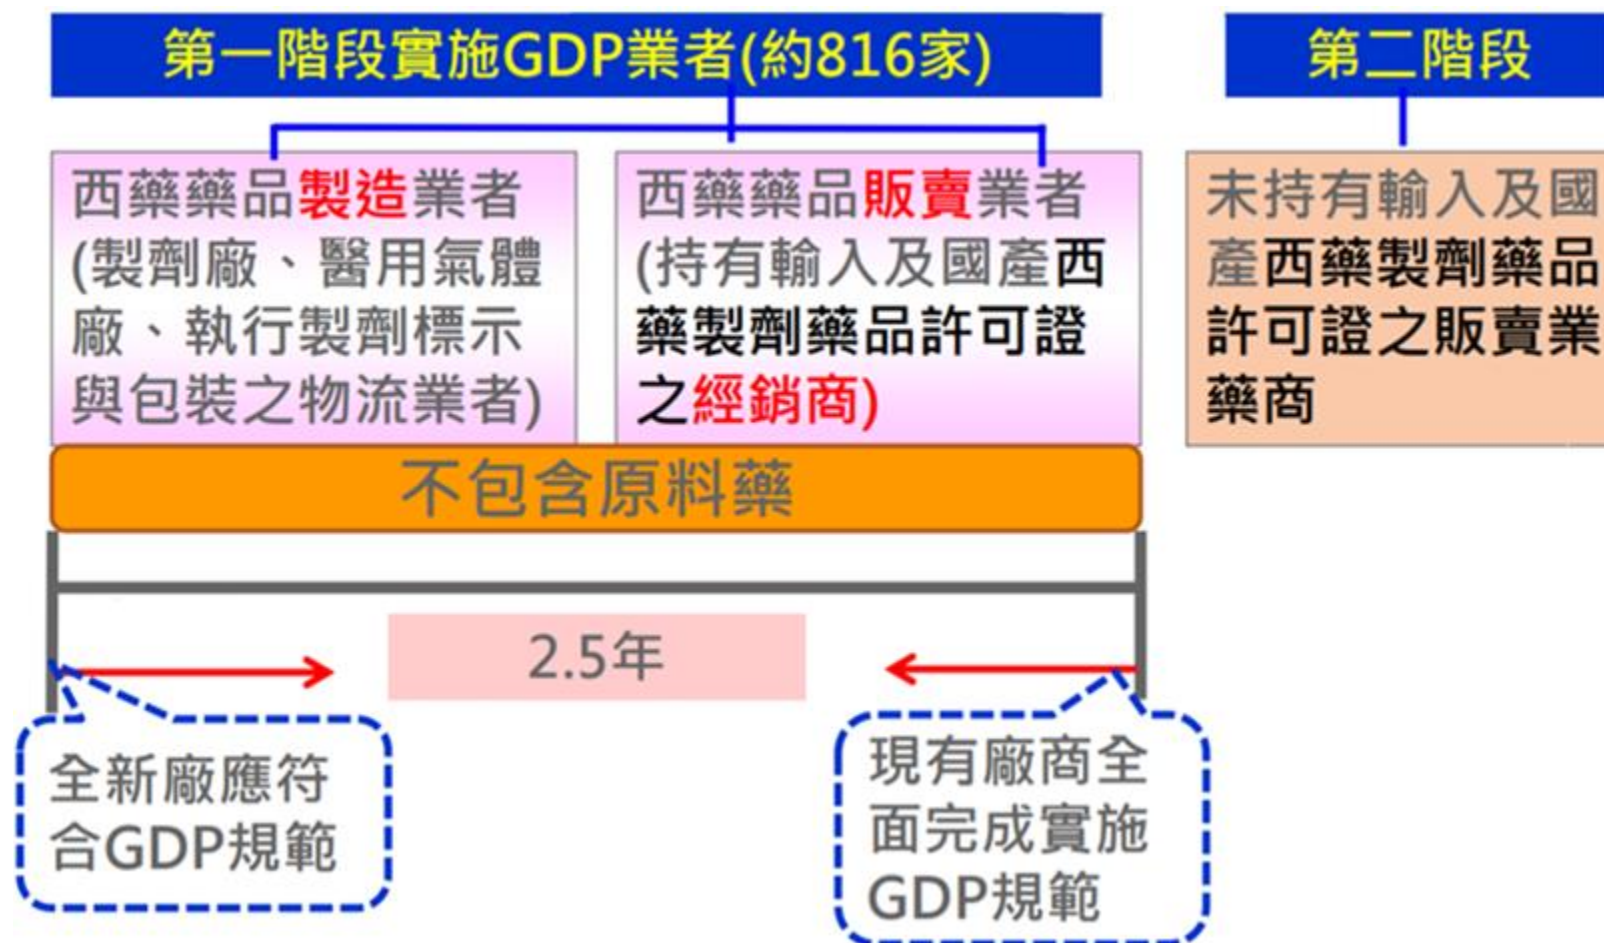 第一階段實施GDP業者(約816家)
第二階段
西藥藥品製造業者
(製劑廠、醫用氣體
廠、執行製劑標示
與包裝之物流業者)
西藥藥品販賣業者
(持有輸入及國產西
藥製劑藥品許可證
之經銷商)
未持有輸入及國
產西藥製劑藥品
許可證之販賣業
藥商
不包含原料藥
2.5年
全新廠應符
合GDP規範
現有廠商全
面完成實施
GDP規範